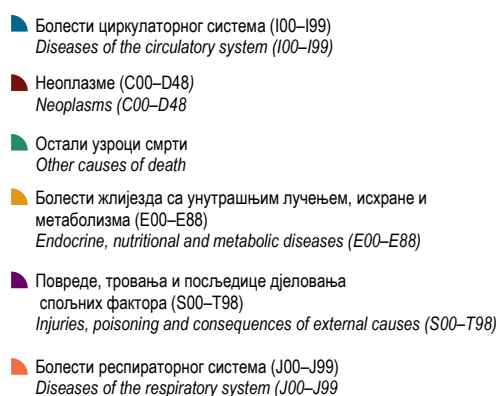 Болести циркулаторног система (I00–I99)
Diseases of the circulatory system (I00–I99)
Неоплазме (C00–D48)
Neoplasms (C00–D48
Остали узроци смрти
Other causes of death
Болести жлијезда са унутрашњим лучењем, исхране и
метаболизма (E00–E88)
Endocrine, nutritional and metabolic diseases (E00–E88)
Повреде, тровања и посљедице дјеловања
спољних фактора (S00–T98)
Injuries, poisoning and consequences of external causes (S00–T98)
Болести респираторног система (J00–J99)
Diseases of the respiratory system (J00–J99